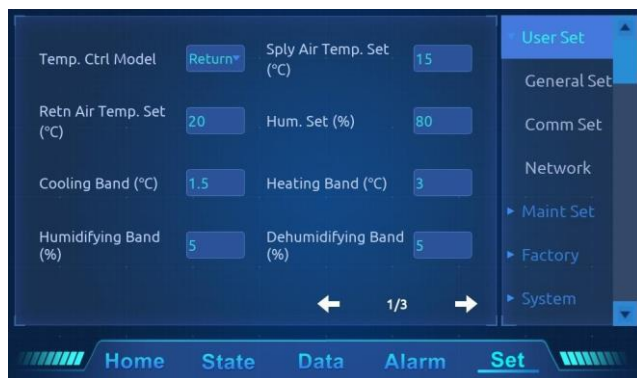 Temp. Ctrl Model
Return
Sply Air Temp. Set
(℃)
15
Retn Air Temp. Set
(℃)
20
Hum. Set (%)
80
Cooling Band (℃)
1.5
Heating Band (℃)
3
Humidifying Band
(%)
5
Dehumidifying Band
(%)
5
1/3
User Set
General Set
Comm Set
Network
Maint Set
Factory
System
Home
State
Data
Alarm
Set